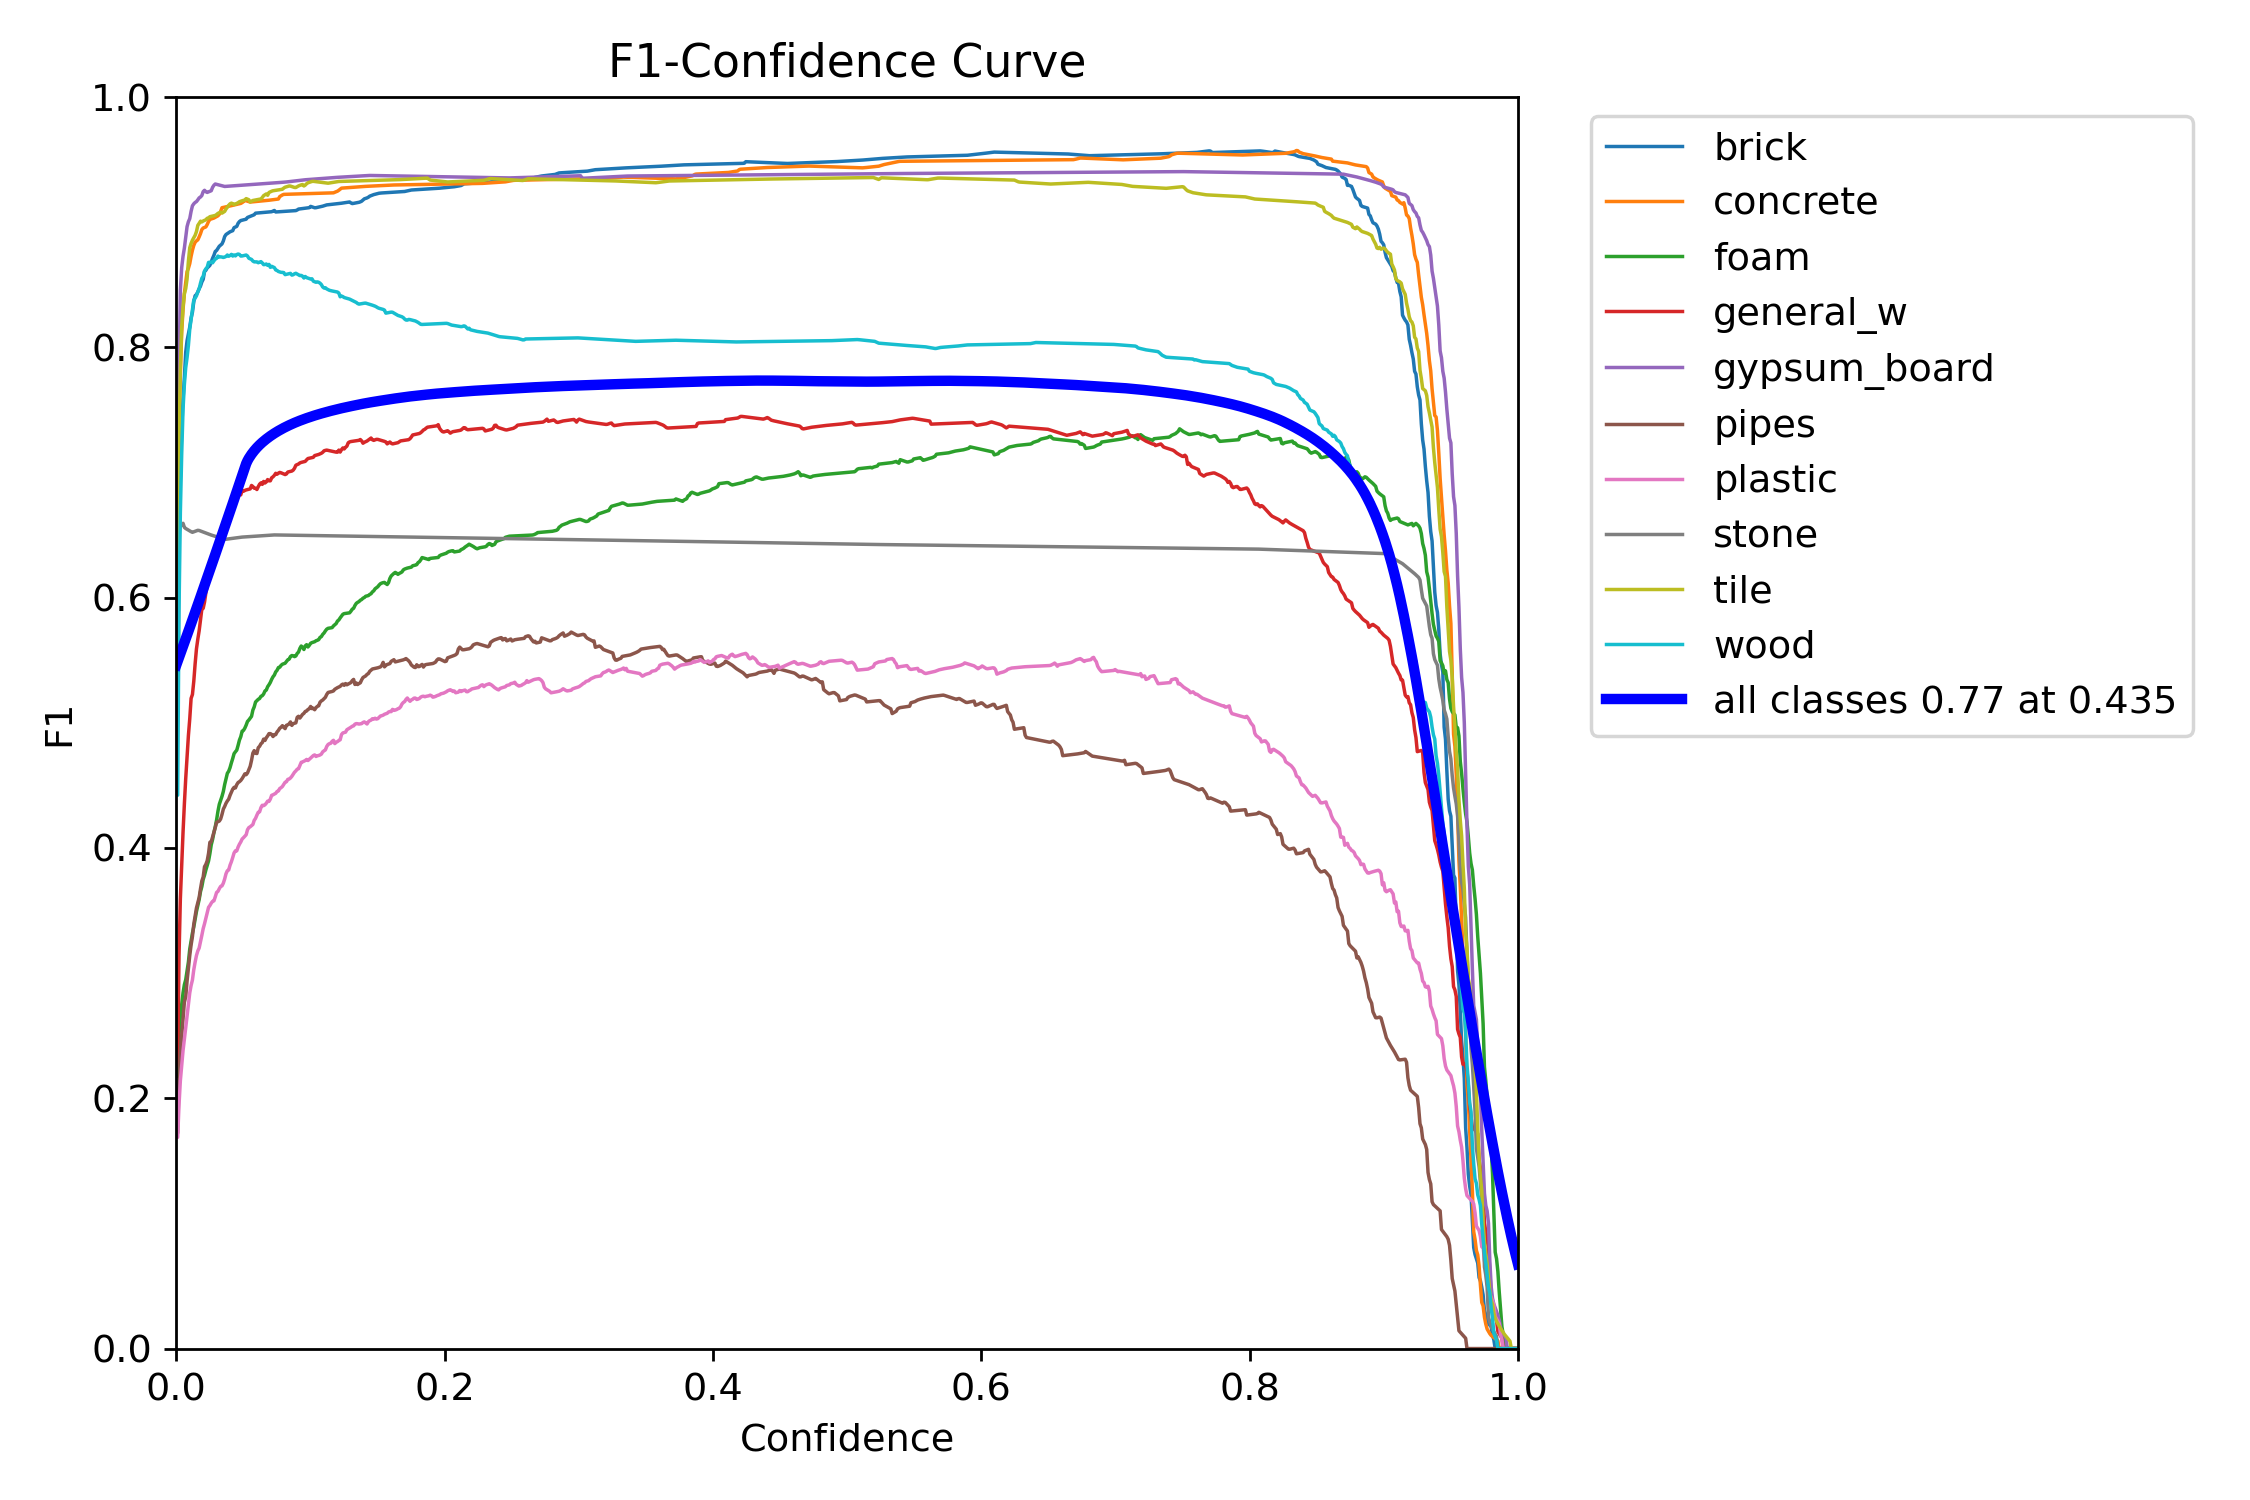 F1-Confidence Curve
1.0
0.8
0.6
0.4
0.2
0.0
F1
0.0 0.2 0.4 0.6 0.8 1.0
Confidence
brick
concrete
foam
general_w
gypsum_board
pipes
plastic
stone
tile
wood
all classes 0.77 at 0.435